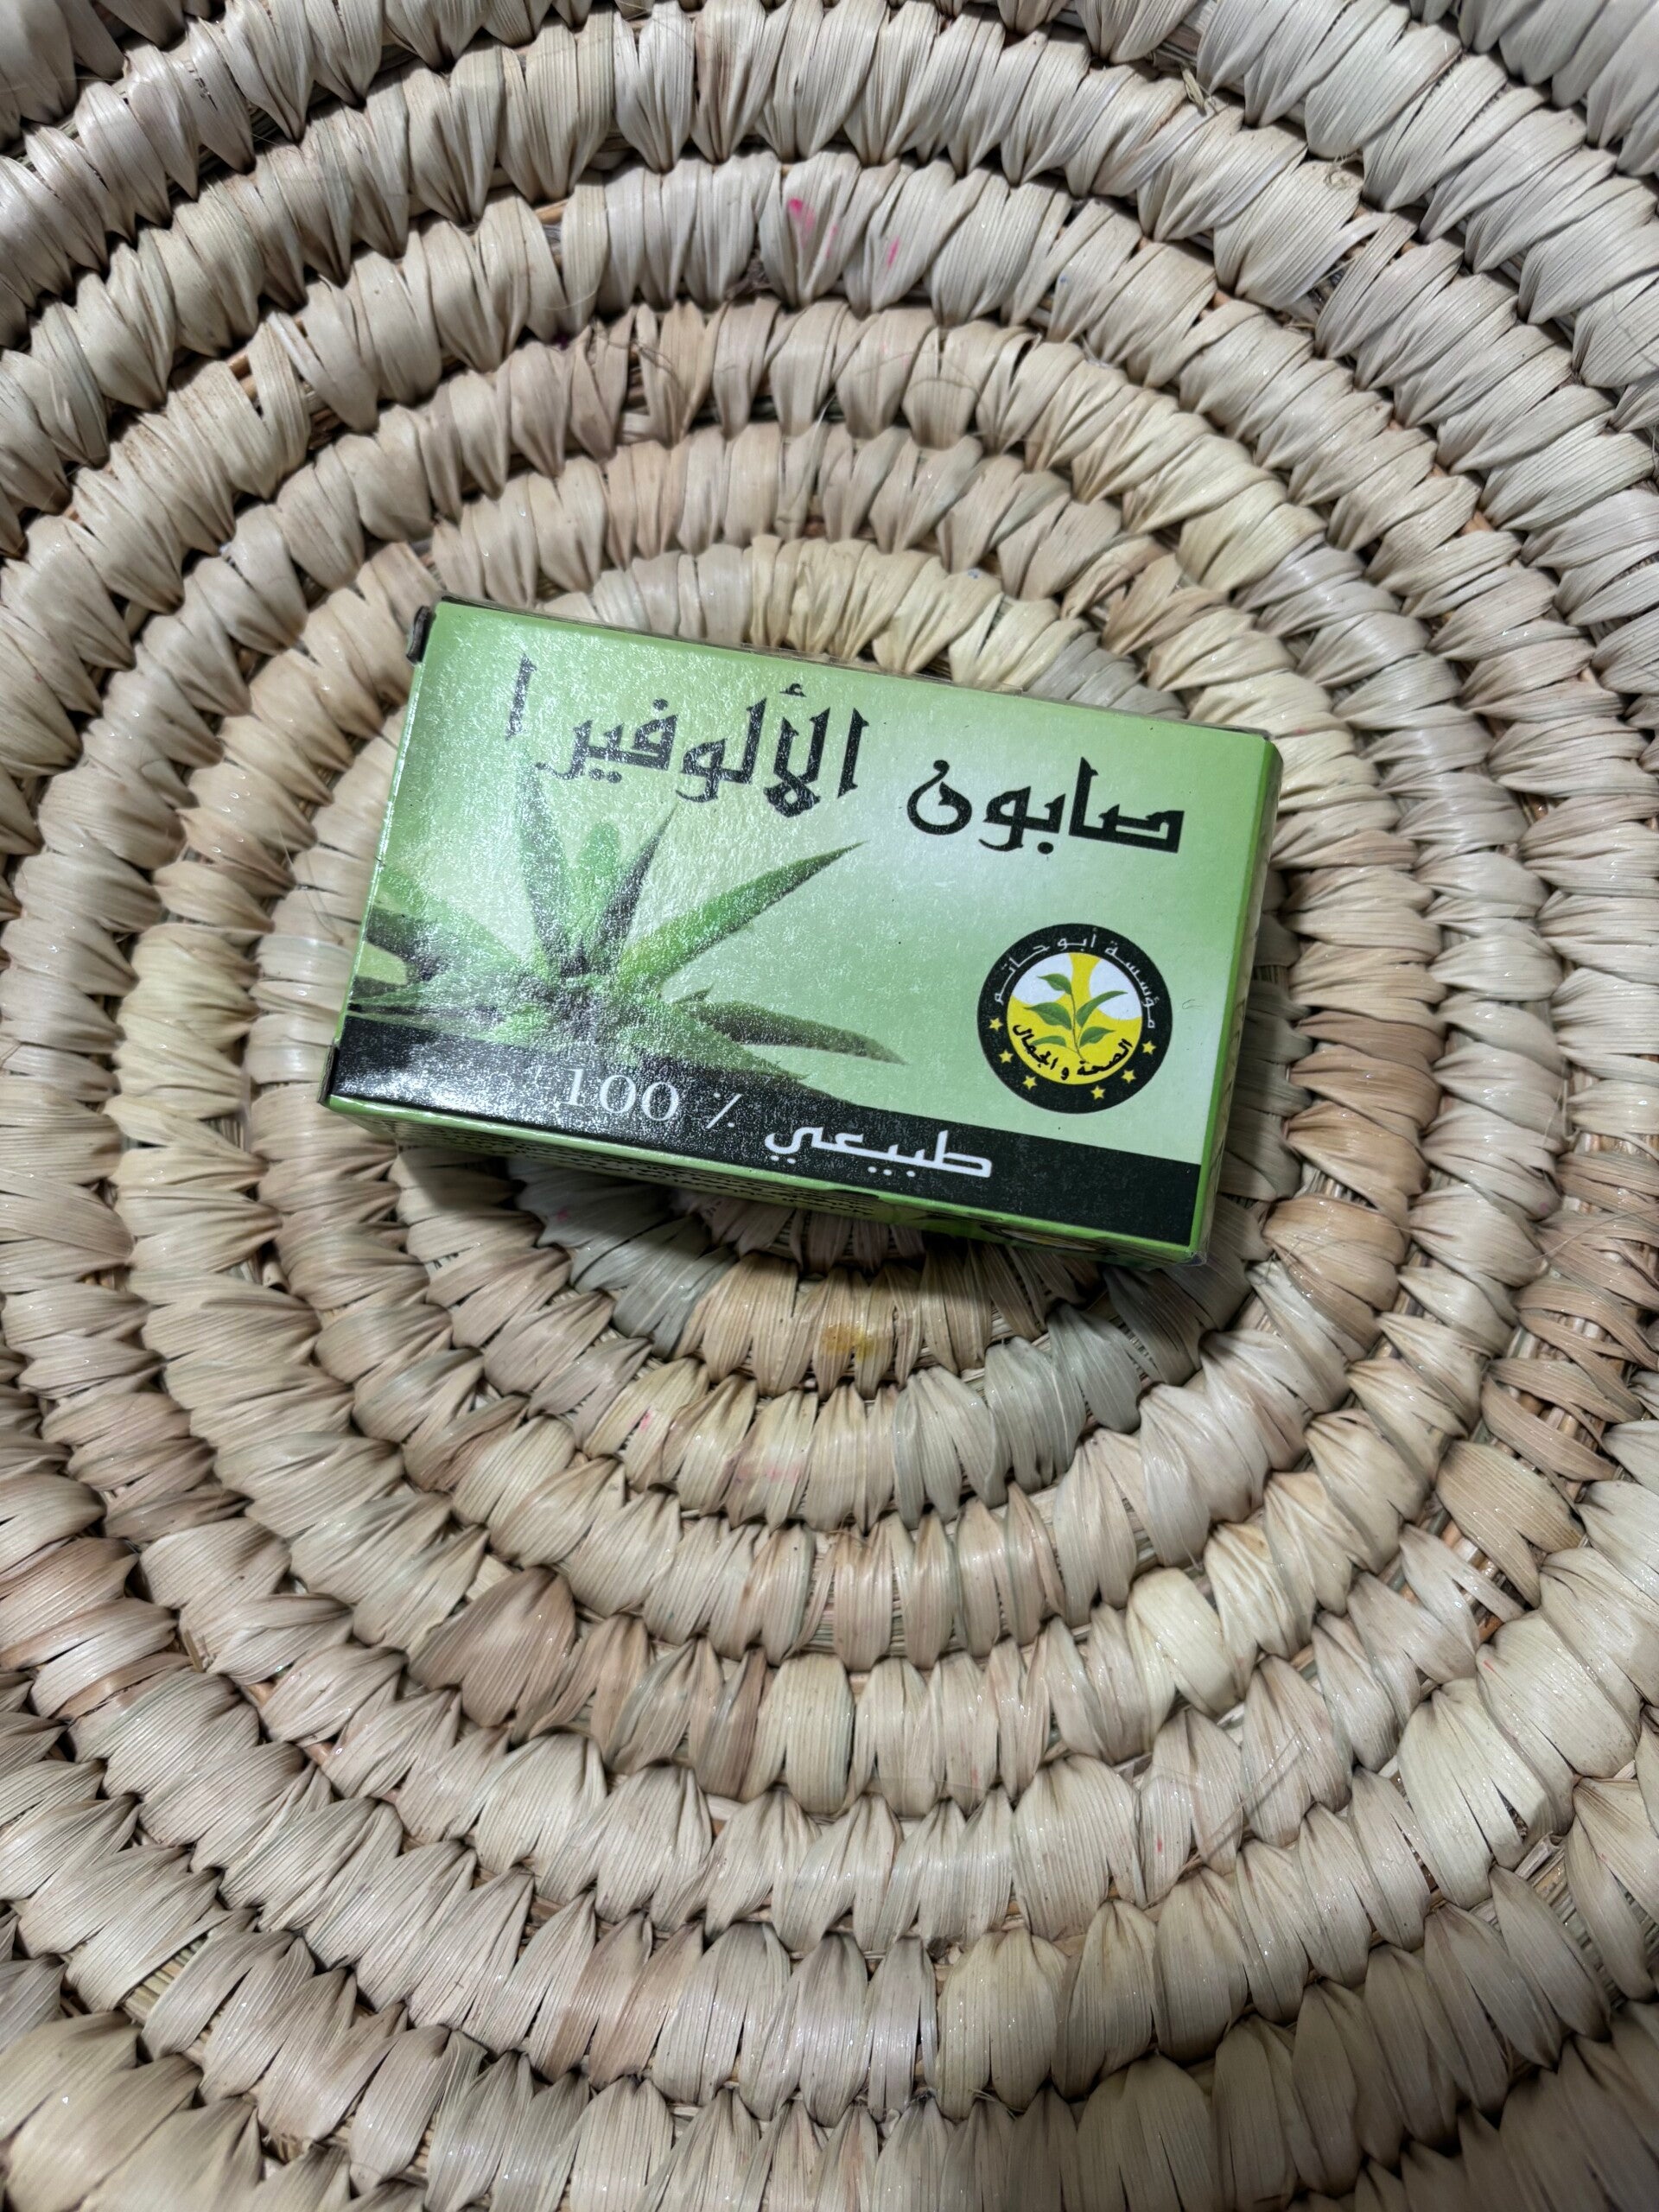 صابون الألوفيرا
مؤسسة أبو حاتم
الصحة والجمال
طبيعي 100 ٪